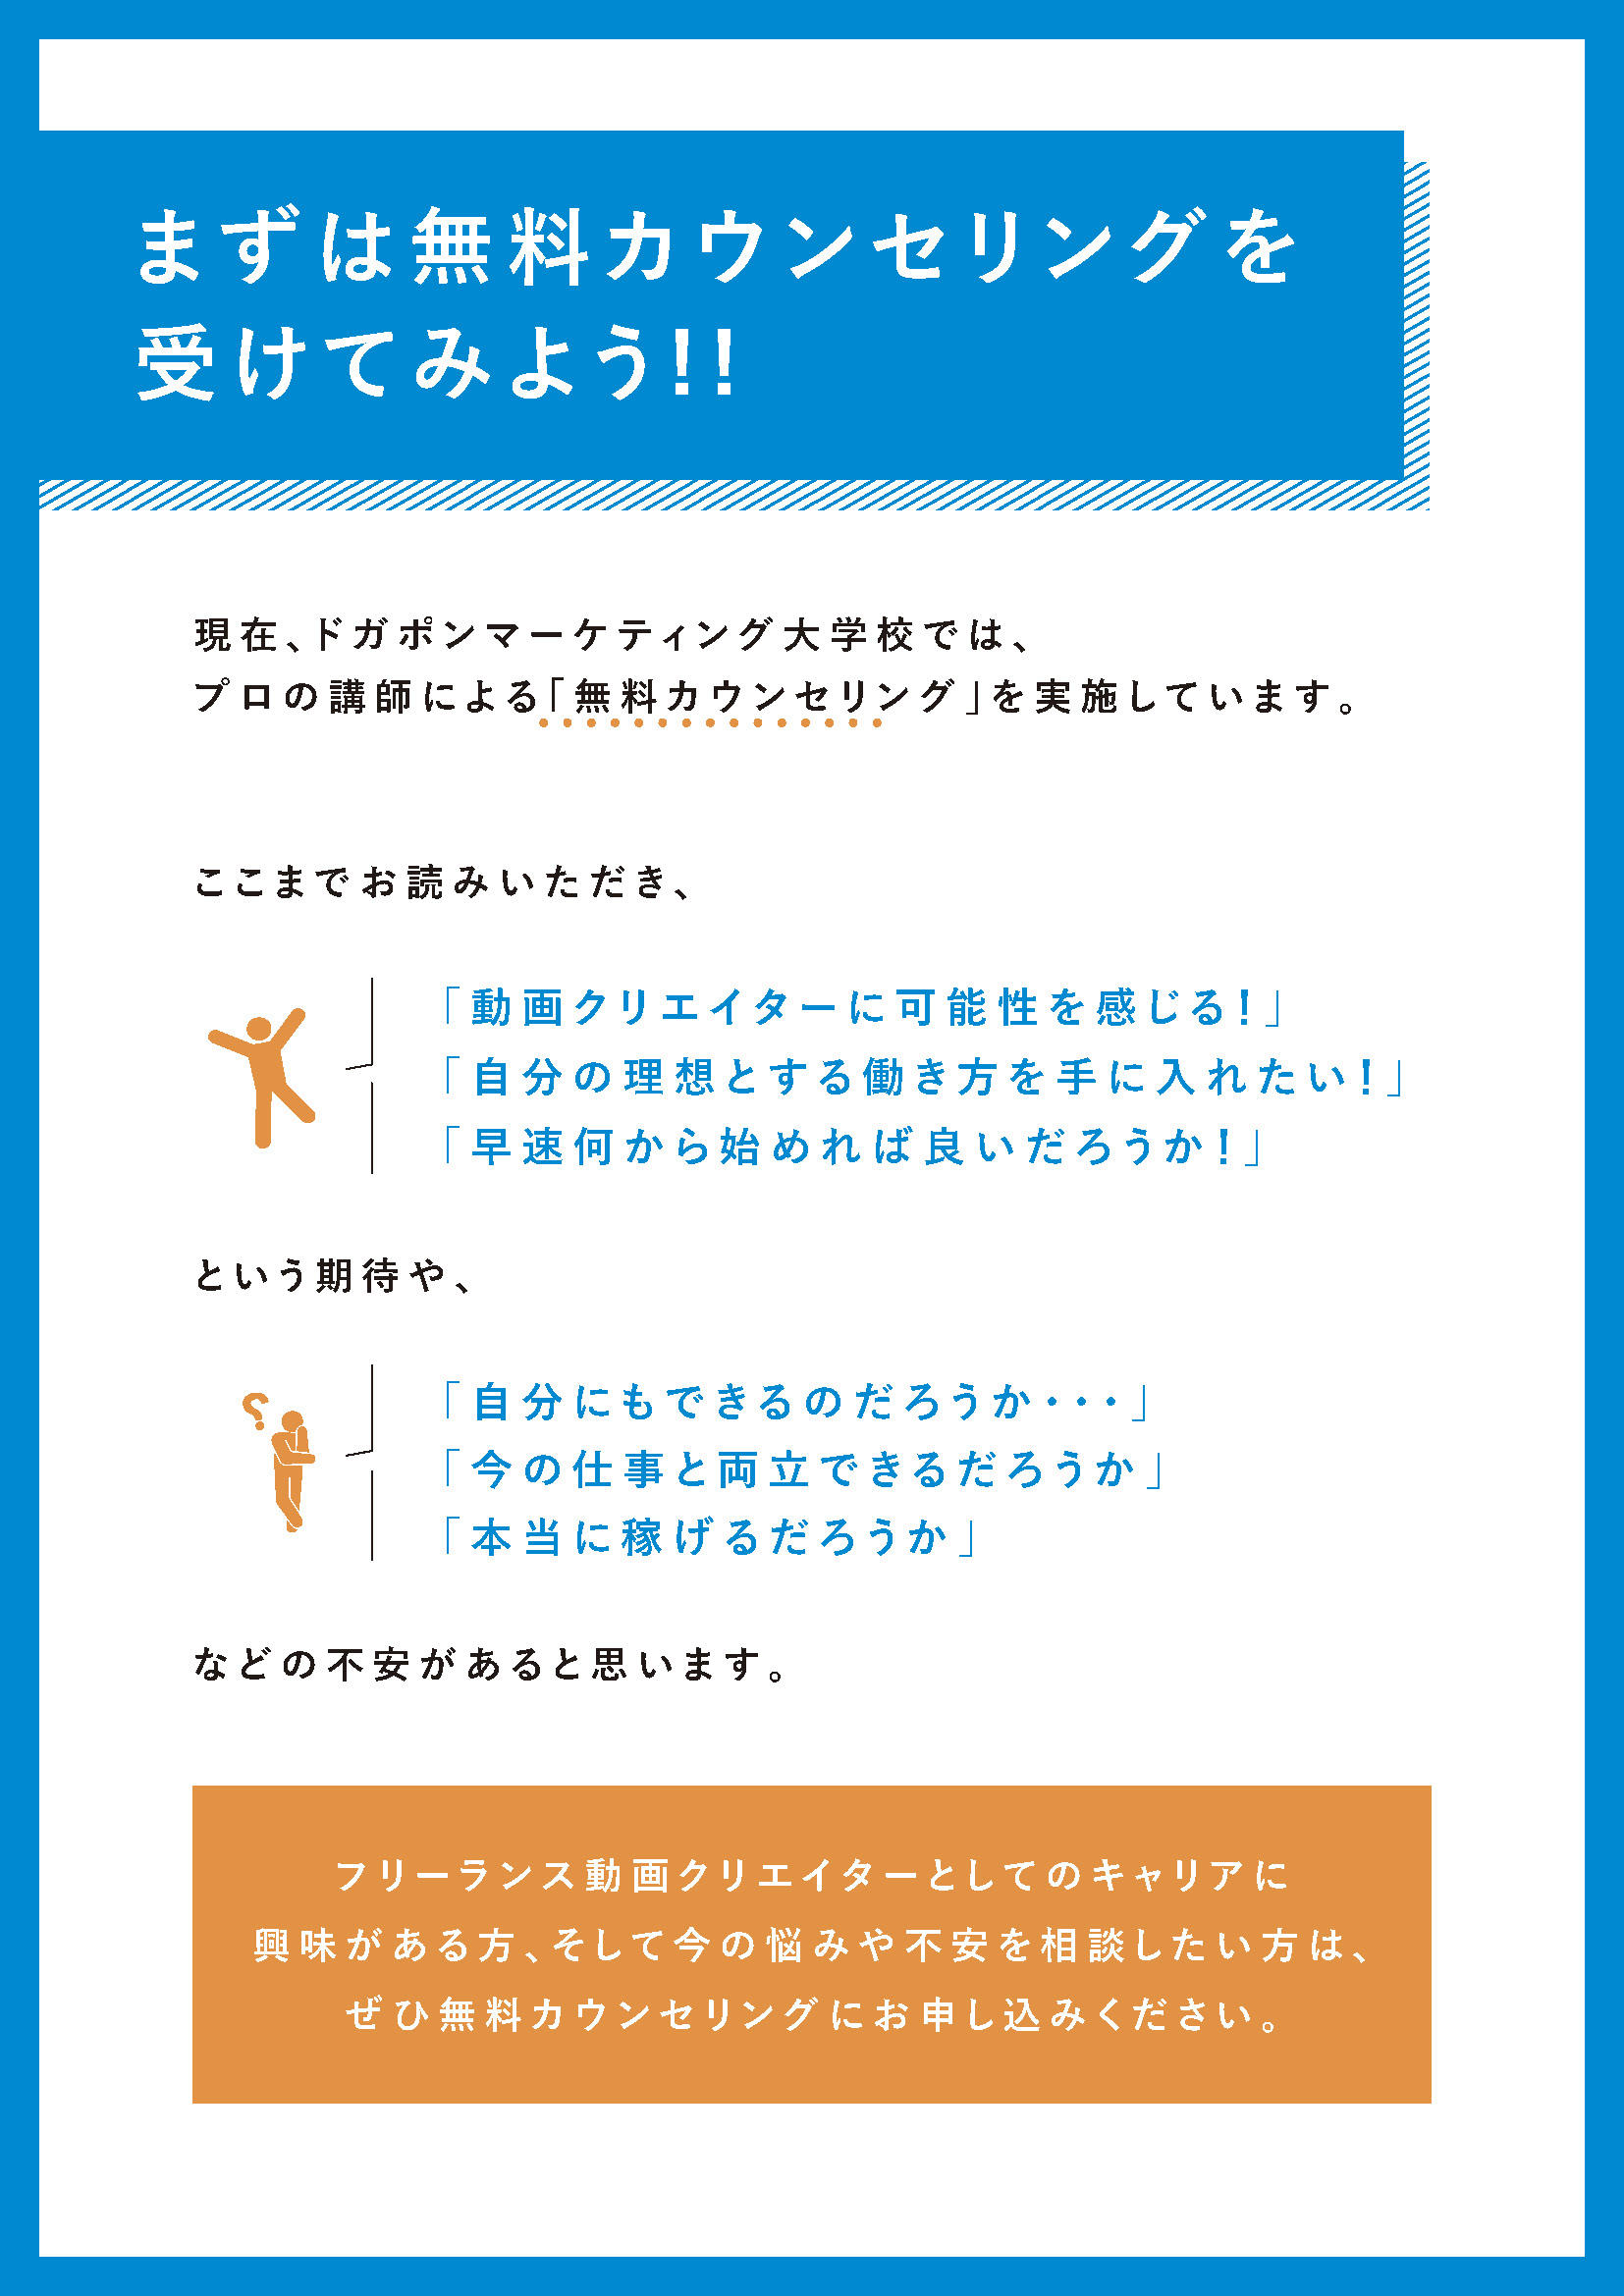 まずは無料カウンセリングを
受けてみよう!!
現在、ドガポンマーケティング大学校では、
プロの講師による「無料カウンセリング」を実施しています。
ここまでお読みいただき、
「動画クリエイターに可能性を感じる!」
「自分の理想とする働き方を手に入れたい!」
「早速何から始めれば良いだろうか!」
という期待や、
?
「自分にもできるのだろうか・・・」
「今の仕事と両立できるだろうか」
「本当に稼げるだろうか」
などの不安があると思います。
フリーランス動画クリエイターとしてのキャリアに
興味がある方、そして今の悩みや不安を相談したい方は、
ぜひ無料カウンセリングにお申し込みください。